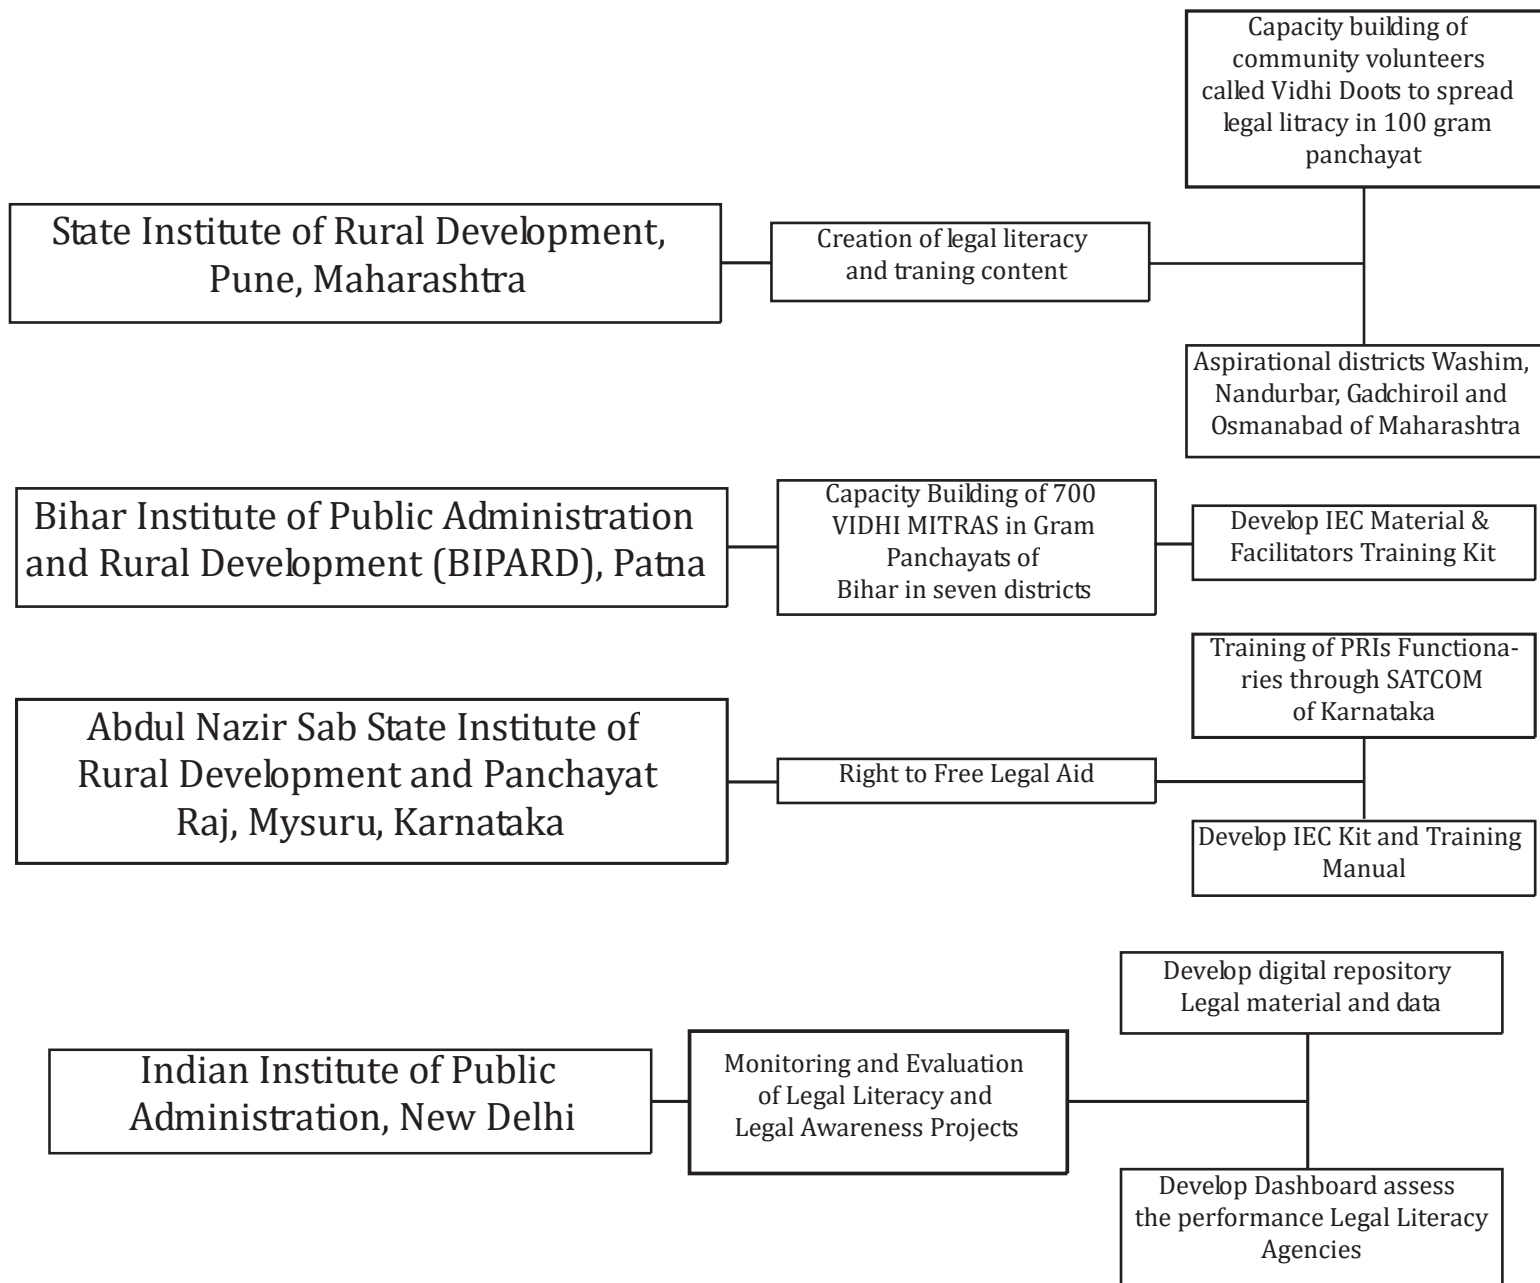 Capacity building of
community volunteers
called Vidhi Doots to spread
legal litracy in 100 gram
panchayat
State Institute of Rural Development,
Pune, Maharashtra
Creation of legal literacy
and traning content
Aspirational districts Washim,
Nandurbar, Gadchiroil and
Osmanabad of Maharashtra
Bihar Institute of Public Administration
and Rural Development (BIPARD), Patna
Capacity Building of 700
VIDHI MITRAS in Gram
Panchayats of
Bihar in seven districts
Develop IEC Material &
Facilitators Training Kit
Training of PRIs Functiona-
ries through SATCOM
of Karnataka
Abdul Nazir Sab State Institute of
Rural Development and Panchayat
Raj, Mysuru, Karnataka
Right to Free Legal Aid
Develop IEC Kit and Training
Manual
Develop digital repository
Legal material and data
Indian Institute of Public
Administration, New Delhi
Monitoring and Evaluation
of Legal Literacy and
Legal Awareness Projects
Develop Dashboard assess
the performance Legal Literacy
Agencies